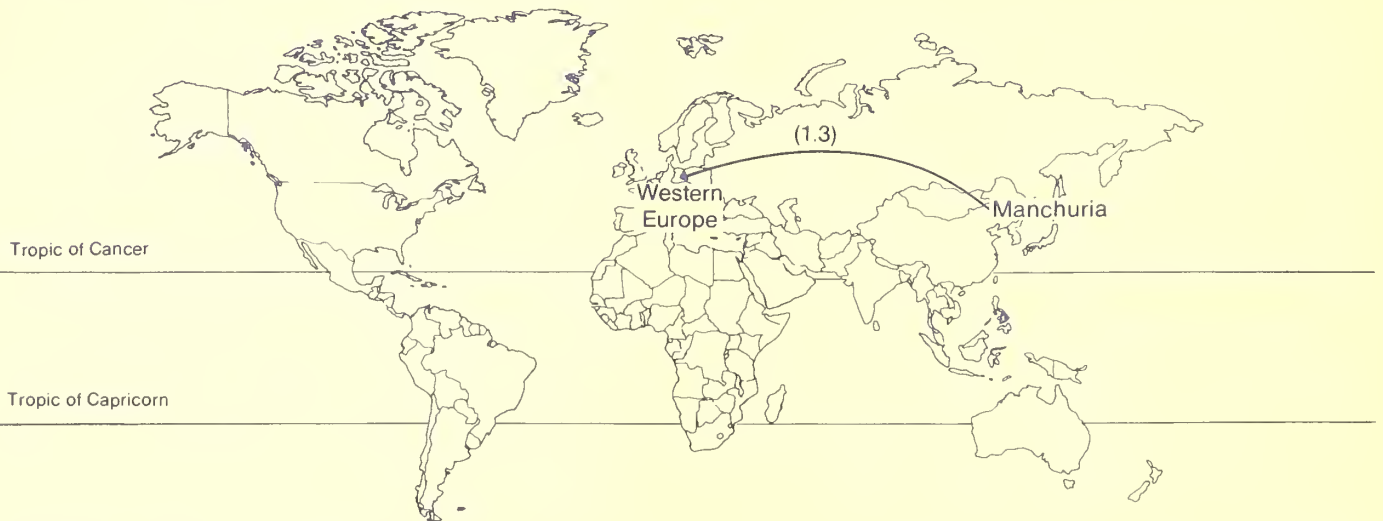 (1.3)
Western
Europe
Manchuria
Tropic of Cancer
Tropic of Capricorn